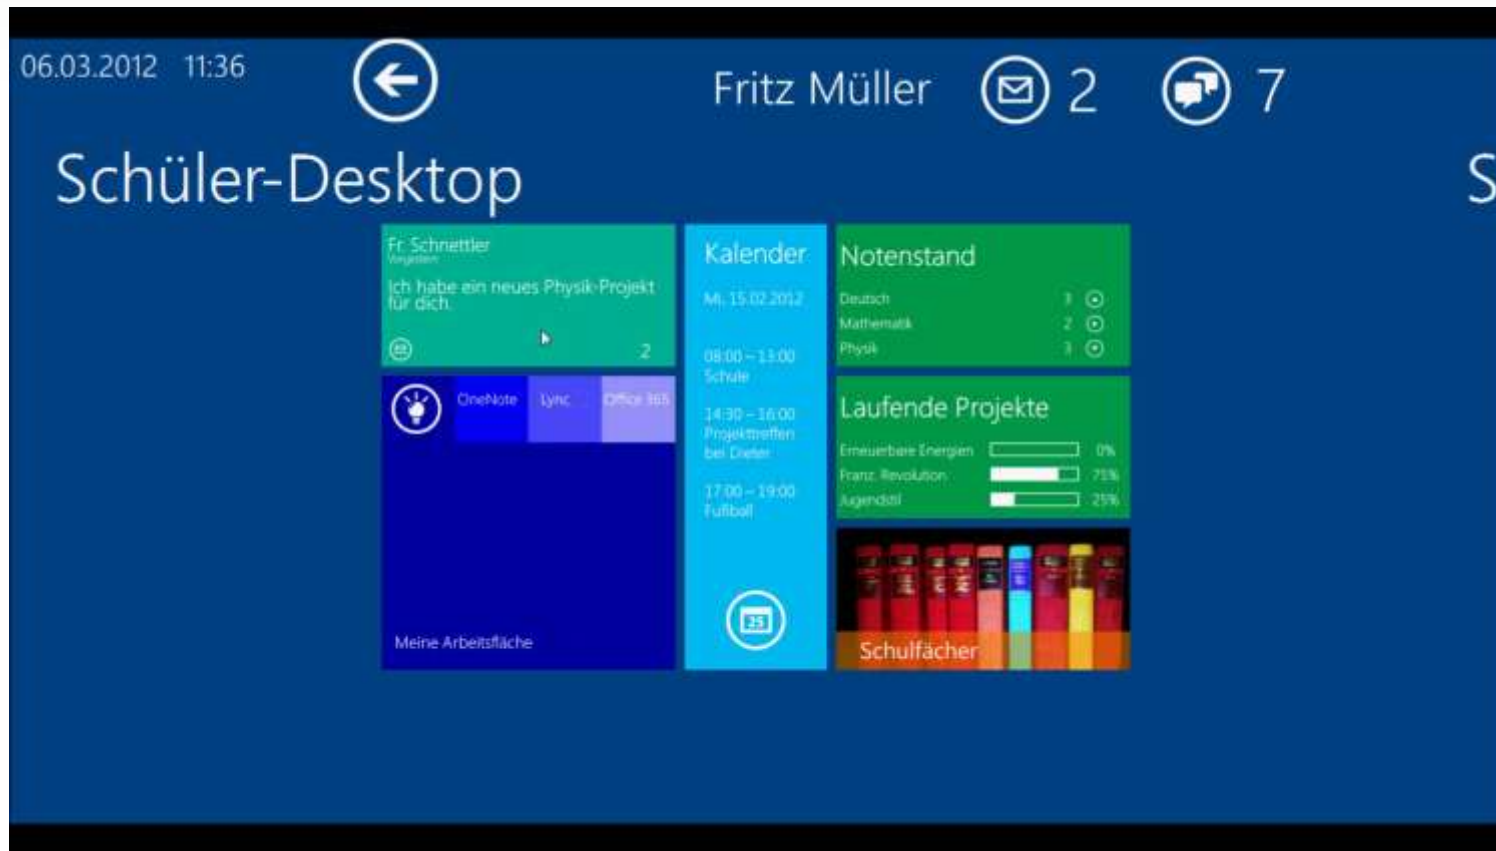 06.03.2012 11:36
Fritz Müller 2 7
Schüler-Desktop
S
Fr. Schnettler
Vorgestern
Ich habe ein neues Physik-Projekt
für dich.
2
OneNote Lync Office 365
Meine Arbeitsfläche
Kalender
Mi, 15.02.2012
08:00 – 13:00
Schule
14:30 – 16:00
Projekttreffen
bei Dieter
17:00 – 19:00
Fußball
25
Notenstand
Deutsch 3
Mathematik 2
Physik 3
Laufende Projekte
Erneuerbare Energien 0%
Franz. Revolution 75%
Jugendstil 25%
Schulfächer